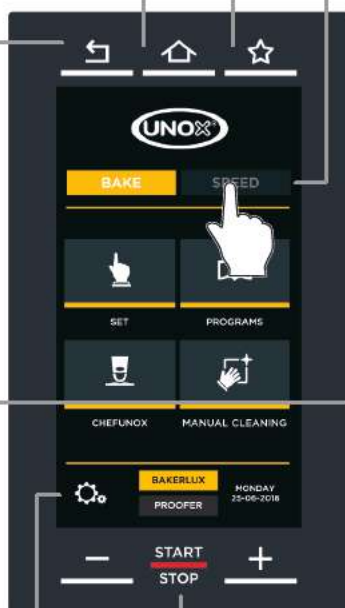 UNOX
BAKE SPEED
SET PROGRAMS
CHEFUNOX MANUAL CLEANING
BAKERLUX
PROOFER
MONDAY
25-06-2018
− START +
STOP